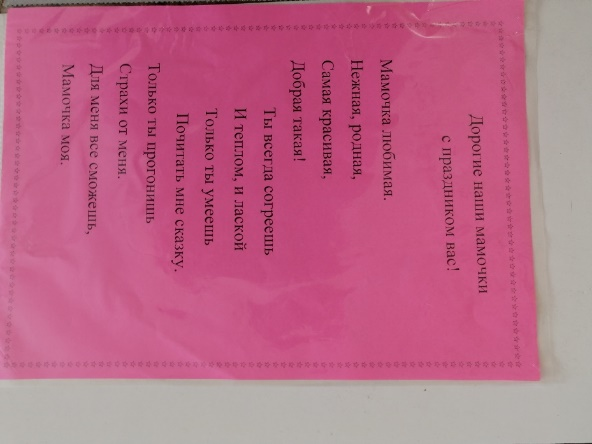 Дорогие наши мамочки
с праздником вас!
Мамочка любимая.
Нежная, родная,
Самая красивая,
Добрая такая!
Ты всегда согреешь
И теплом, и лаской
Только ты умеешь
Почитать мне сказку.
Только ты прогонишь
Страхи от меня.
Для меня все сможешь,
Мамочка моя.